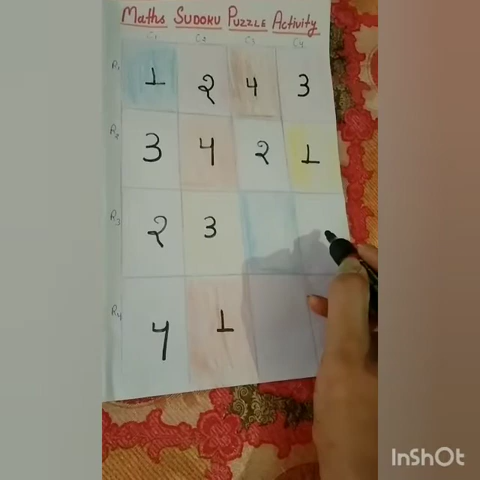 Maths Sudoku Puzzle Activity
C1 C2 C3 C4
R1 1 2 4 3
R2 3 4 2 1
R3 2 3
R4 4 1
InShOt